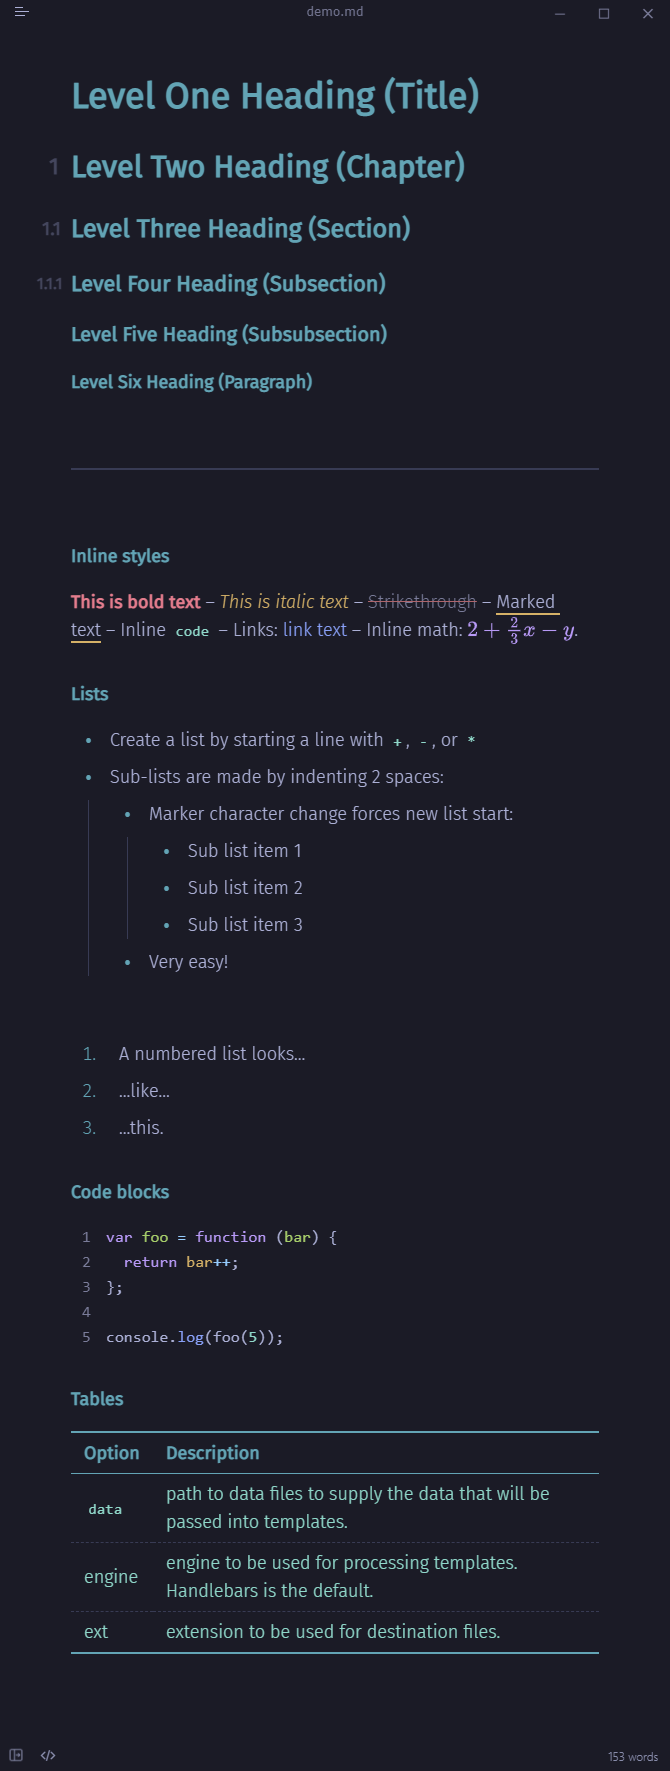 demo.md
Level One Heading (Title)
1 Level Two Heading (Chapter)
1.1 Level Three Heading (Section)
1.1.1 Level Four Heading (Subsection)
Level Five Heading (Subsubsection)
Level Six Heading (Paragraph)
Inline styles
This is bold text – This is italic text – Strikethrough – Marked
text – Inline code – Links: link text – Inline math: 2 + 2/3 x − y.
Lists
• Create a list by starting a line with +, -, or *
• Sub-lists are made by indenting 2 spaces:
• Marker character change forces new list start:
• Sub list item 1
• Sub list item 2
• Sub list item 3
• Very easy!
1. A numbered list looks...
2. ...like...
3. ...this.
Code blocks
1 var foo = function (bar) {
2   return bar++;
3 };
4
5 console.log(foo(5));
Tables
Option Description
data path to data files to supply the data that will be
passed into templates.
engine engine to be used for processing templates.
Handlebars is the default.
ext extension to be used for destination files.
153 words